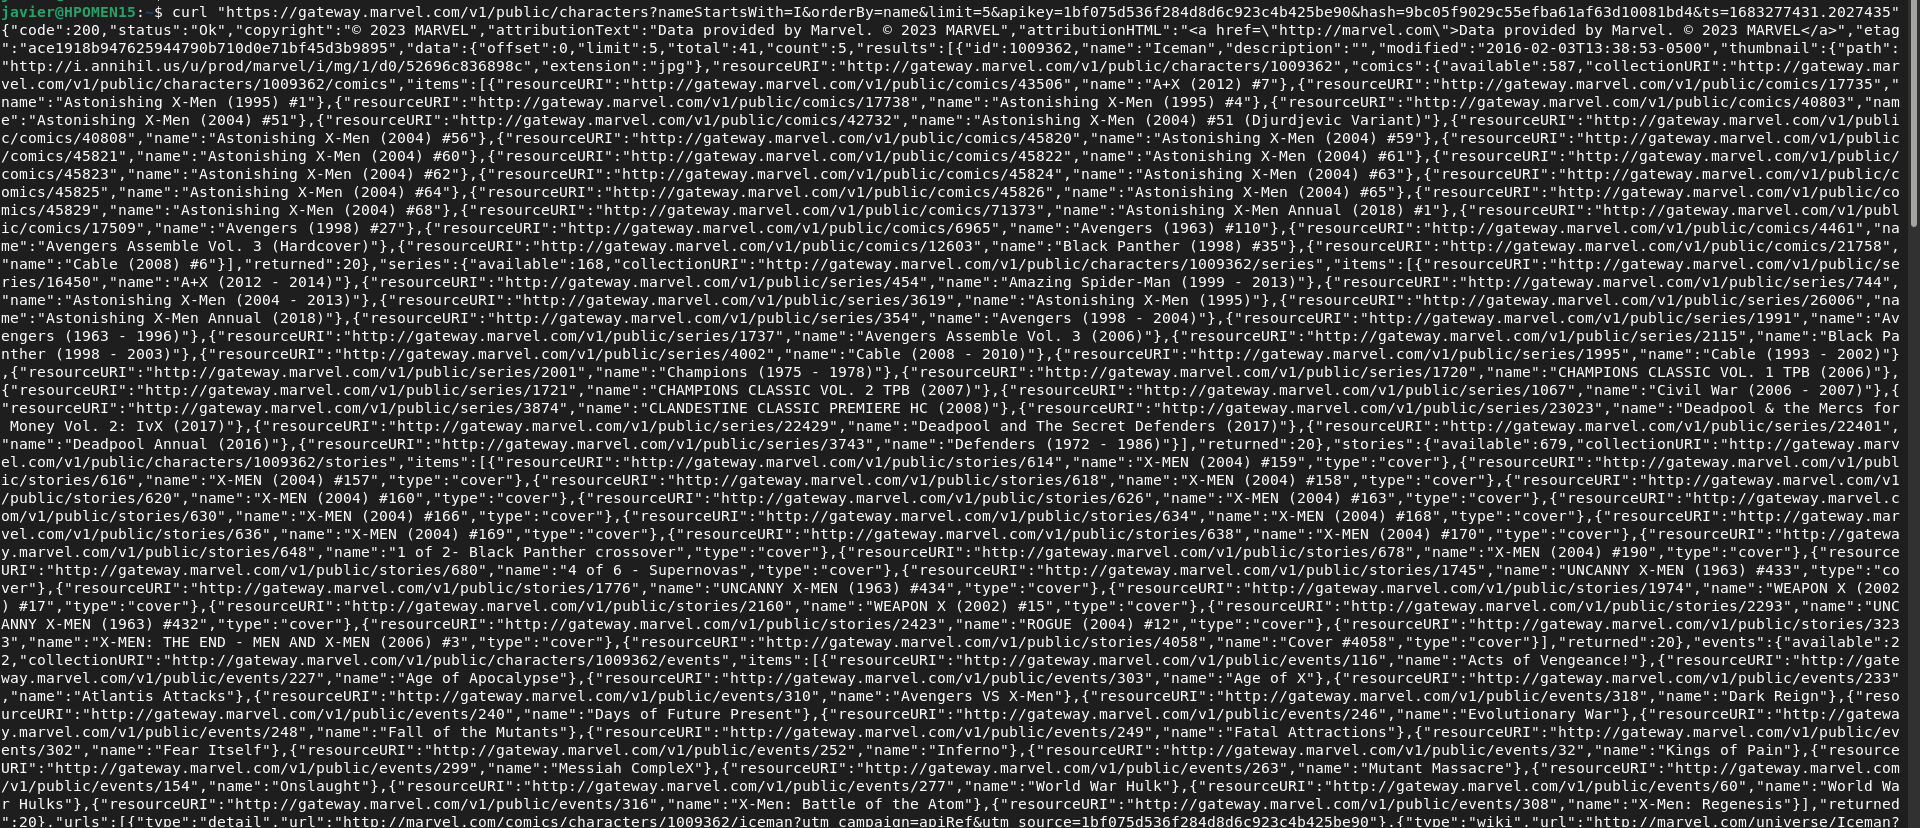 javier@HPOMEN15:~$ curl "https://gateway.marvel.com/v1/public/characters?nameStartsWith=I&orderBy=name&limit=5&apikey=1bf075d536f284d8d6c923c4b425be90&hash=9bc05f9029c55efba61af63d10081bd4&ts=1683277431.2027435"
{"code":200,"status":"Ok","copyright":"© 2023 MARVEL","attributionText":"Data provided by Marvel. © 2023 MARVEL","attributionHTML":"<a href=\"http://marvel.com\">Data provided by Marvel. © 2023 MARVEL</a>","etag
":"ace1918b947625944790b710d0e71bf45d3b9895","data":{"offset":0,"limit":5,"total":41,"count":5,"results":[{"id":1009362,"name":"Iceman","description":"","modified":"2016-02-03T13:38:53-0500","thumbnail":{"path":
"http://i.annihil.us/u/prod/marvel/i/mg/1/d0/52696c836898c","extension":"jpg"},"resourceURI":"http://gateway.marvel.com/v1/public/characters/1009362","comics":{"available":587,"collectionURI":"http://gateway.mar
vel.com/v1/public/characters/1009362/comics","items":[{"resourceURI":"http://gateway.marvel.com/v1/public/comics/43506","name":"A+X (2012) #7"},{"resourceURI":"http://gateway.marvel.com/v1/public/comics/17735","
name":"Astonishing X-Men (1995) #1"},{"resourceURI":"http://gateway.marvel.com/v1/public/comics/17738","name":"Astonishing X-Men (1995) #4"},{"resourceURI":"http://gateway.marvel.com/v1/public/comics/40803","nam
e":"Astonishing X-Men (2004) #51"},{"resourceURI":"http://gateway.marvel.com/v1/public/comics/42732","name":"Astonishing X-Men (2004) #51 (Djurdjevic Variant)"},{"resourceURI":"http://gateway.marvel.com/v1/publi
c/comics/40808","name":"Astonishing X-Men (2004) #56"},{"resourceURI":"http://gateway.marvel.com/v1/public/comics/45820","name":"Astonishing X-Men (2004) #59"},{"resourceURI":"http://gateway.marvel.com/v1/public
/comics/45821","name":"Astonishing X-Men (2004) #60"},{"resourceURI":"http://gateway.marvel.com/v1/public/comics/45822","name":"Astonishing X-Men (2004) #61"},{"resourceURI":"http://gateway.marvel.com/v1/public/
comics/45823","name":"Astonishing X-Men (2004) #62"},{"resourceURI":"http://gateway.marvel.com/v1/public/comics/45824","name":"Astonishing X-Men (2004) #63"},{"resourceURI":"http://gateway.marvel.com/v1/public/c
omics/45825","name":"Astonishing X-Men (2004) #64"},{"resourceURI":"http://gateway.marvel.com/v1/public/comics/45826","name":"Astonishing X-Men (2004) #65"},{"resourceURI":"http://gateway.marvel.com/v1/public/co
mics/45829","name":"Astonishing X-Men (2004) #68"},{"resourceURI":"http://gateway.marvel.com/v1/public/comics/71373","name":"Astonishing X-Men Annual (2018) #1"},{"resourceURI":"http://gateway.marvel.com/v1/publ
ic/comics/17509","name":"Avengers (1998) #27"},{"resourceURI":"http://gateway.marvel.com/v1/public/comics/6965","name":"Avengers (1963) #110"},{"resourceURI":"http://gateway.marvel.com/v1/public/comics/4461","na
me":"Avengers Assemble Vol. 3 (Hardcover)"},{"resourceURI":"http://gateway.marvel.com/v1/public/comics/12603","name":"Black Panther (1998) #35"},{"resourceURI":"http://gateway.marvel.com/v1/public/comics/21758",
"name":"Cable (2008) #6"}],"returned":20},"series":{"available":168,"collectionURI":"http://gateway.marvel.com/v1/public/characters/1009362/series","items":[{"resourceURI":"http://gateway.marvel.com/v1/public/se
ries/16450","name":"A+X (2012 - 2014)"},{"resourceURI":"http://gateway.marvel.com/v1/public/series/454","name":"Amazing Spider-Man (1999 - 2013)"},{"resourceURI":"http://gateway.marvel.com/v1/public/series/744",
"name":"Astonishing X-Men (2004 - 2013)"},{"resourceURI":"http://gateway.marvel.com/v1/public/series/3619","name":"Astonishing X-Men (1995)"},{"resourceURI":"http://gateway.marvel.com/v1/public/series/26006","na
me":"Astonishing X-Men Annual (2018)"},{"resourceURI":"http://gateway.marvel.com/v1/public/series/354","name":"Avengers (1998 - 2004)"},{"resourceURI":"http://gateway.marvel.com/v1/public/series/1991","name":"Av
engers (1963 - 1996)"},{"resourceURI":"http://gateway.marvel.com/v1/public/series/1737","name":"Avengers Assemble Vol. 3 (2006)"},{"resourceURI":"http://gateway.marvel.com/v1/public/series/2115","name":"Black Pa
nther (1998 - 2003)"},{"resourceURI":"http://gateway.marvel.com/v1/public/series/4002","name":"Cable (2008 - 2010)"},{"resourceURI":"http://gateway.marvel.com/v1/public/series/1995","name":"Cable (1993 - 2002)"}
,{"resourceURI":"http://gateway.marvel.com/v1/public/series/2001","name":"Champions (1975 - 1978)"},{"resourceURI":"http://gateway.marvel.com/v1/public/series/1720","name":"CHAMPIONS CLASSIC VOL. 1 TPB (2006)"},
{"resourceURI":"http://gateway.marvel.com/v1/public/series/1721","name":"CHAMPIONS CLASSIC VOL. 2 TPB (2007)"},{"resourceURI":"http://gateway.marvel.com/v1/public/series/1067","name":"Civil War (2006 - 2007)"},{
"resourceURI":"http://gateway.marvel.com/v1/public/series/3874","name":"CLANDESTINE CLASSIC PREMIERE HC (2008)"},{"resourceURI":"http://gateway.marvel.com/v1/public/series/23023","name":"Deadpool & the Mercs for
 Money Vol. 2: IvX (2017)"},{"resourceURI":"http://gateway.marvel.com/v1/public/series/22429","name":"Deadpool and The Secret Defenders (2017)"},{"resourceURI":"http://gateway.marvel.com/v1/public/series/22401",
"name":"Deadpool Annual (2016)"},{"resourceURI":"http://gateway.marvel.com/v1/public/series/3743","name":"Defenders (1972 - 1986)"}],"returned":20},"stories":{"available":679,"collectionURI":"http://gateway.marv
el.com/v1/public/characters/1009362/stories","items":[{"resourceURI":"http://gateway.marvel.com/v1/public/stories/614","name":"X-MEN (2004) #159","type":"cover"},{"resourceURI":"http://gateway.marvel.com/v1/publ
ic/stories/616","name":"X-MEN (2004) #157","type":"cover"},{"resourceURI":"http://gateway.marvel.com/v1/public/stories/618","name":"X-MEN (2004) #158","type":"cover"},{"resourceURI":"http://gateway.marvel.com/v1
/public/stories/620","name":"X-MEN (2004) #160","type":"cover"},{"resourceURI":"http://gateway.marvel.com/v1/public/stories/626","name":"X-MEN (2004) #163","type":"cover"},{"resourceURI":"http://gateway.marvel.c
om/v1/public/stories/630","name":"X-MEN (2004) #166","type":"cover"},{"resourceURI":"http://gateway.marvel.com/v1/public/stories/634","name":"X-MEN (2004) #168","type":"cover"},{"resourceURI":"http://gateway.mar
vel.com/v1/public/stories/636","name":"X-MEN (2004) #169","type":"cover"},{"resourceURI":"http://gateway.marvel.com/v1/public/stories/638","name":"X-MEN (2004) #170","type":"cover"},{"resourceURI":"http://gatewa
y.marvel.com/v1/public/stories/648","name":"1 of 2- Black Panther crossover","type":"cover"},{"resourceURI":"http://gateway.marvel.com/v1/public/stories/678","name":"X-MEN (2004) #190","type":"cover"},{"resource
URI":"http://gateway.marvel.com/v1/public/stories/680","name":"4 of 6 - Supernovas","type":"cover"},{"resourceURI":"http://gateway.marvel.com/v1/public/stories/1745","name":"UNCANNY X-MEN (1963) #433","type":"co
ver"},{"resourceURI":"http://gateway.marvel.com/v1/public/stories/1776","name":"UNCANNY X-MEN (1963) #434","type":"cover"},{"resourceURI":"http://gateway.marvel.com/v1/public/stories/1974","name":"WEAPON X (2002
) #17","type":"cover"},{"resourceURI":"http://gateway.marvel.com/v1/public/stories/2160","name":"WEAPON X (2002) #15","type":"cover"},{"resourceURI":"http://gateway.marvel.com/v1/public/stories/2293","name":"UNC
ANNY X-MEN (1963) #432","type":"cover"},{"resourceURI":"http://gateway.marvel.com/v1/public/stories/2423","name":"ROGUE (2004) #12","type":"cover"},{"resourceURI":"http://gateway.marvel.com/v1/public/stories/323
3","name":"X-MEN: THE END - MEN AND X-MEN (2006) #3","type":"cover"},{"resourceURI":"http://gateway.marvel.com/v1/public/stories/4058","name":"Cover #4058","type":"cover"}],"returned":20},"events":{"available":2
2,"collectionURI":"http://gateway.marvel.com/v1/public/characters/1009362/events","items":[{"resourceURI":"http://gateway.marvel.com/v1/public/events/116","name":"Acts of Vengeance!"},{"resourceURI":"http://gate
way.marvel.com/v1/public/events/227","name":"Age of Apocalypse"},{"resourceURI":"http://gateway.marvel.com/v1/public/events/303","name":"Age of X"},{"resourceURI":"http://gateway.marvel.com/v1/public/events/233"
,"name":"Atlantis Attacks"},{"resourceURI":"http://gateway.marvel.com/v1/public/events/310","name":"Avengers VS X-Men"},{"resourceURI":"http://gateway.marvel.com/v1/public/events/318","name":"Dark Reign"},{"reso
urceURI":"http://gateway.marvel.com/v1/public/events/240","name":"Days of Future Present"},{"resourceURI":"http://gateway.marvel.com/v1/public/events/246","name":"Evolutionary War"},{"resourceURI":"http://gatewa
y.marvel.com/v1/public/events/248","name":"Fall of the Mutants"},{"resourceURI":"http://gateway.marvel.com/v1/public/events/249","name":"Fatal Attractions"},{"resourceURI":"http://gateway.marvel.com/v1/public/ev
ents/302","name":"Fear Itself"},{"resourceURI":"http://gateway.marvel.com/v1/public/events/252","name":"Inferno"},{"resourceURI":"http://gateway.marvel.com/v1/public/events/32","name":"Kings of Pain"},{"resource
URI":"http://gateway.marvel.com/v1/public/events/299","name":"Messiah CompleX"},{"resourceURI":"http://gateway.marvel.com/v1/public/events/263","name":"Mutant Massacre"},{"resourceURI":"http://gateway.marvel.com
/v1/public/events/154","name":"Onslaught"},{"resourceURI":"http://gateway.marvel.com/v1/public/events/277","name":"World War Hulk"},{"resourceURI":"http://gateway.marvel.com/v1/public/events/60","name":"World Wa
r Hulks"},{"resourceURI":"http://gateway.marvel.com/v1/public/events/316","name":"X-Men: Battle of the Atom"},{"resourceURI":"http://gateway.marvel.com/v1/public/events/308","name":"X-Men: Regenesis"}],"returned
":20},"urls":[{"type":"detail","url":"http://marvel.com/comics/characters/1009362/iceman?utm_campaign=apiRef&utm_source=1bf075d536f284d8d6c923c4b425be90"},{"type":"wiki","url":"http://marvel.com/universe/Iceman?